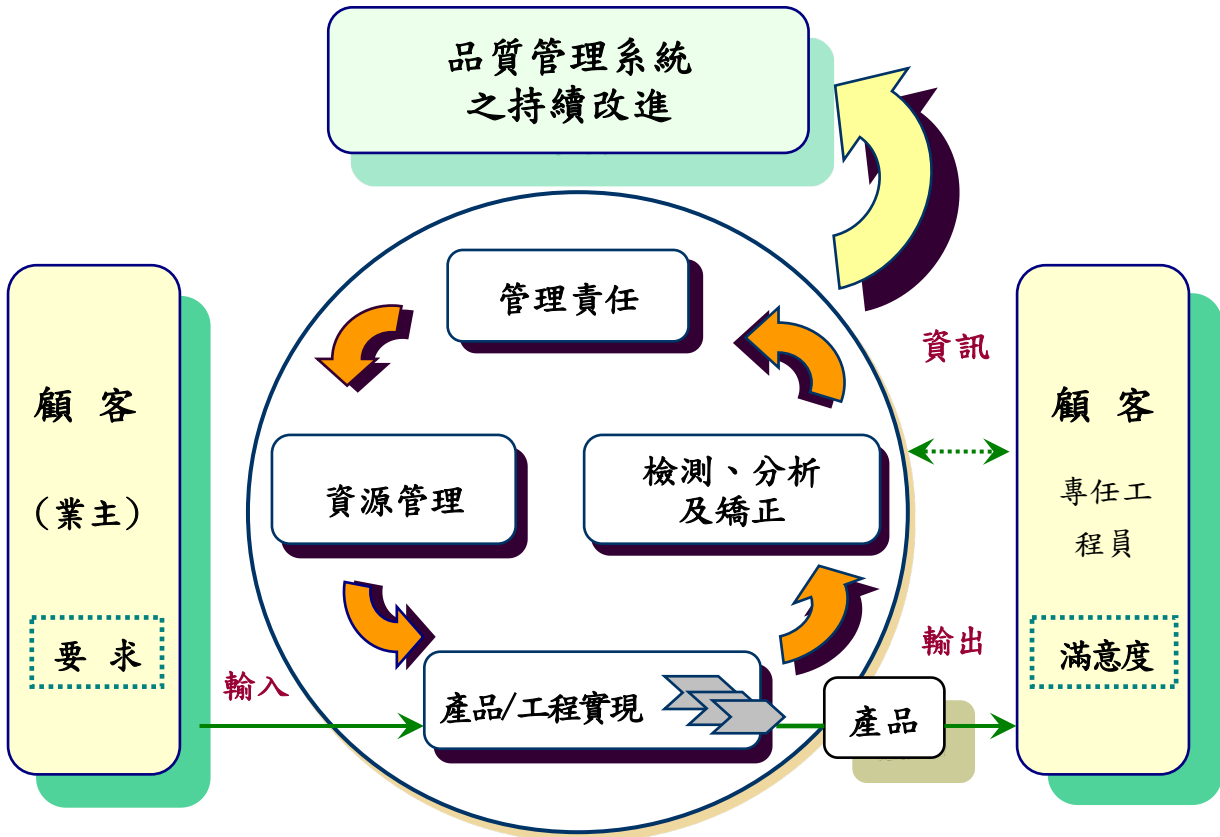 品質管理系統
之持續改進
管理責任
資訊
顧 客
(業主)
要 求
資源管理
檢測、分析
及矯正
顧 客
專任工
程員
滿意度
輸入
輸出
產品/工程實現
產品